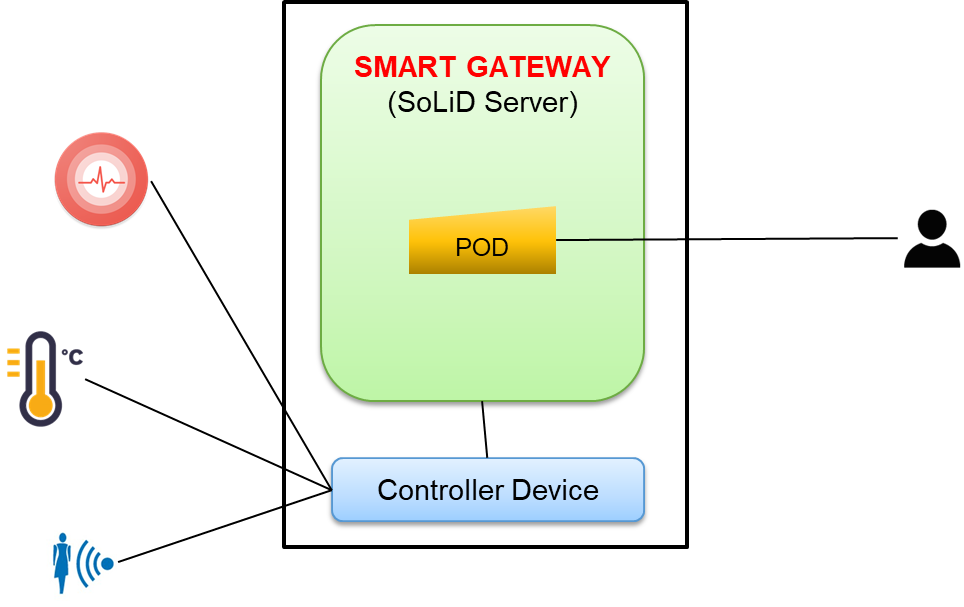 SMART GATEWAY
(SoLiD Server)
POD
°C
Controller Device